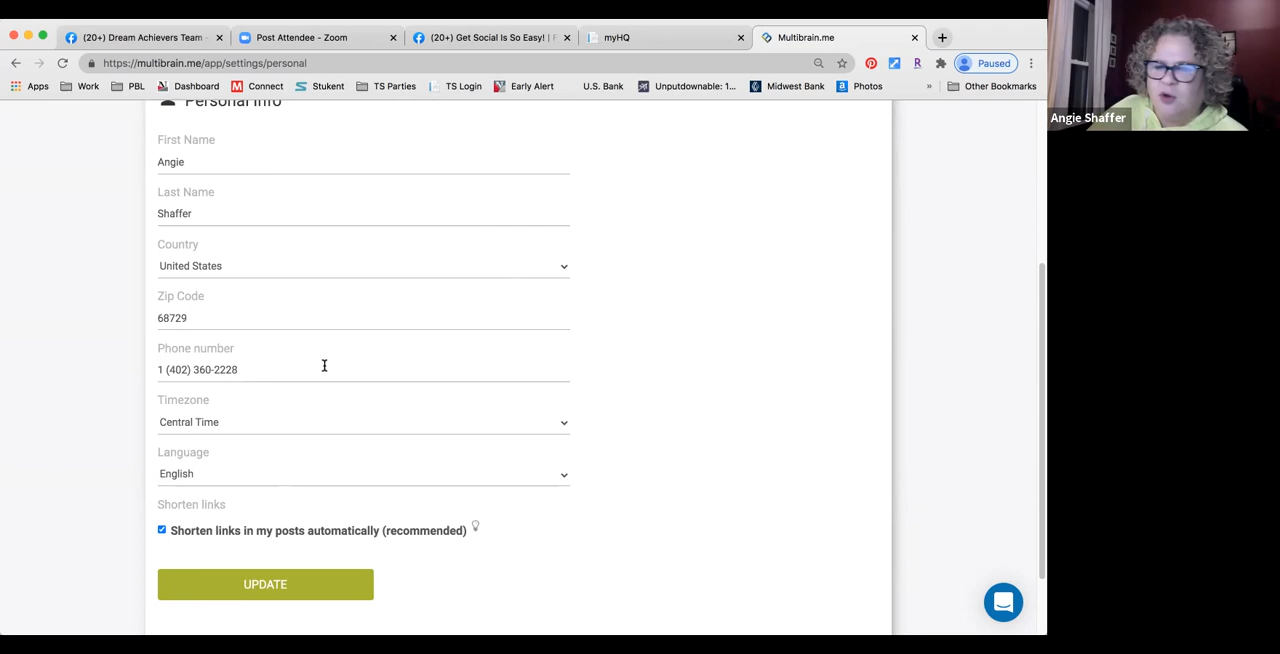 (20+) Dream Achievers Team -
Post Attendee - Zoom
(20+) Get Social Is So Easy! | F
myHQ
Multibrain.me
https://multibrain.me/app/settings/personal
Paused
Apps
Work
PBL
Dashboard
Connect
Stukent
TS Parties
TS Login
Early Alert
U.S. Bank
Unputdownable: 1...
Midwest Bank
Photos
»
Other Bookmarks
Personal Info
First Name
Angie
Last Name
Shaffer
Country
United States
Zip Code
68729
Phone number
1 (402) 360-2228
Timezone
Central Time
Language
English
Shorten links
Shorten links in my posts automatically (recommended)
UPDATE
Angie Shaffer